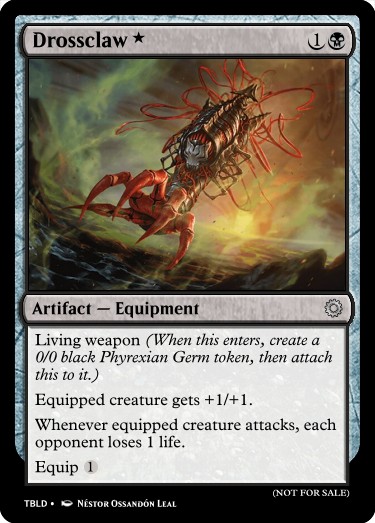 Drossclaw ★ 1
Artifact — Equipment
Living weapon (When this enters, create a
0/0 black Phyrexian Germ token, then attach
this to it.)
Equipped creature gets +1/+1.
Whenever equipped creature attacks, each
opponent loses 1 life.
Equip 1
TBLD • Néstor Ossandón Leal
(NOT FOR SALE)